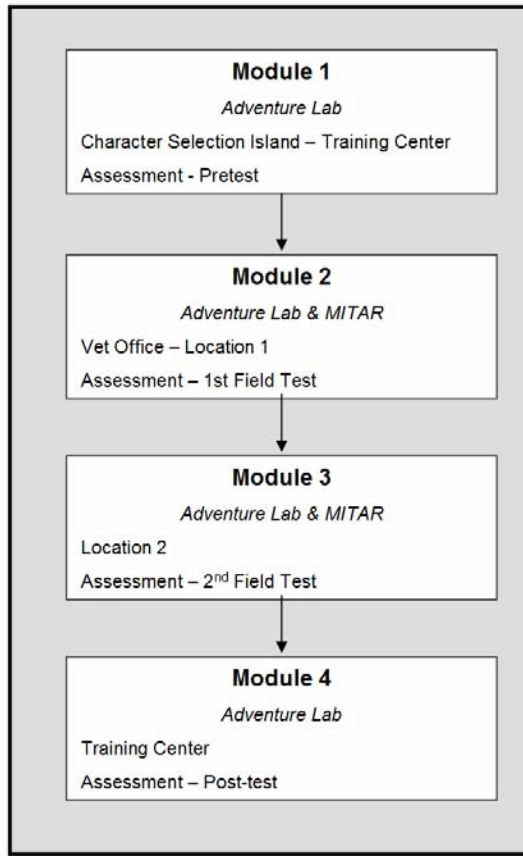 Module 1
Adventure Lab
Character Selection Island – Training Center
Assessment - Pretest
Module 2
Adventure Lab & MITAR
Vet Office – Location 1
Assessment – 1st Field Test
Module 3
Adventure Lab & MITAR
Location 2
Assessment – 2nd Field Test
Module 4
Adventure Lab
Training Center
Assessment – Post-test